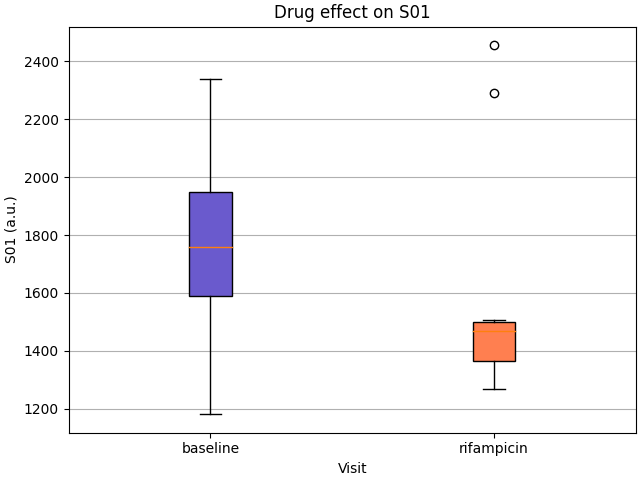 Drug effect on S01
2400
2200
2000
1800
1600
1400
1200
S01 (a.u.)
baseline
rifampicin
Visit